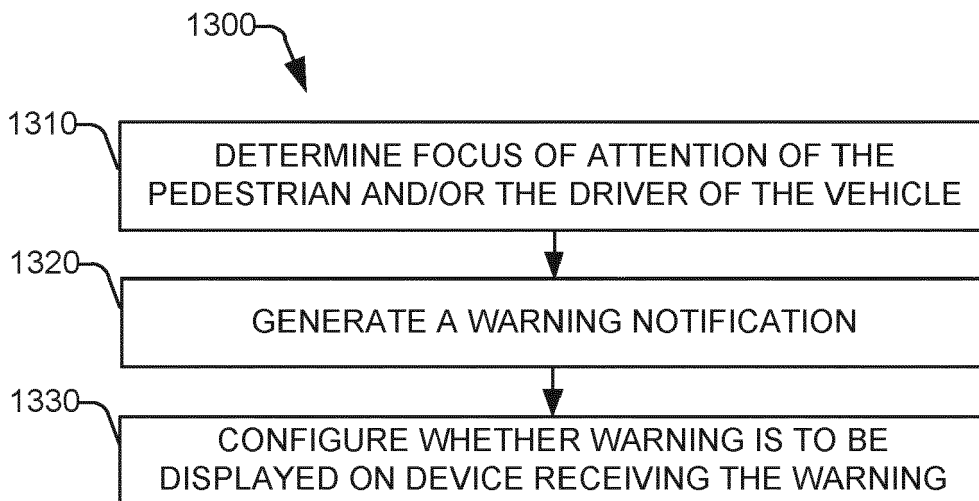 1300
1310
DETERMINE FOCUS OF ATTENTION OF THE
PEDESTRIAN AND/OR THE DRIVER OF THE VEHICLE
1320
GENERATE A WARNING NOTIFICATION
1330
CONFIGURE WHETHER WARNING IS TO BE
DISPLAYED ON DEVICE RECEIVING THE WARNING